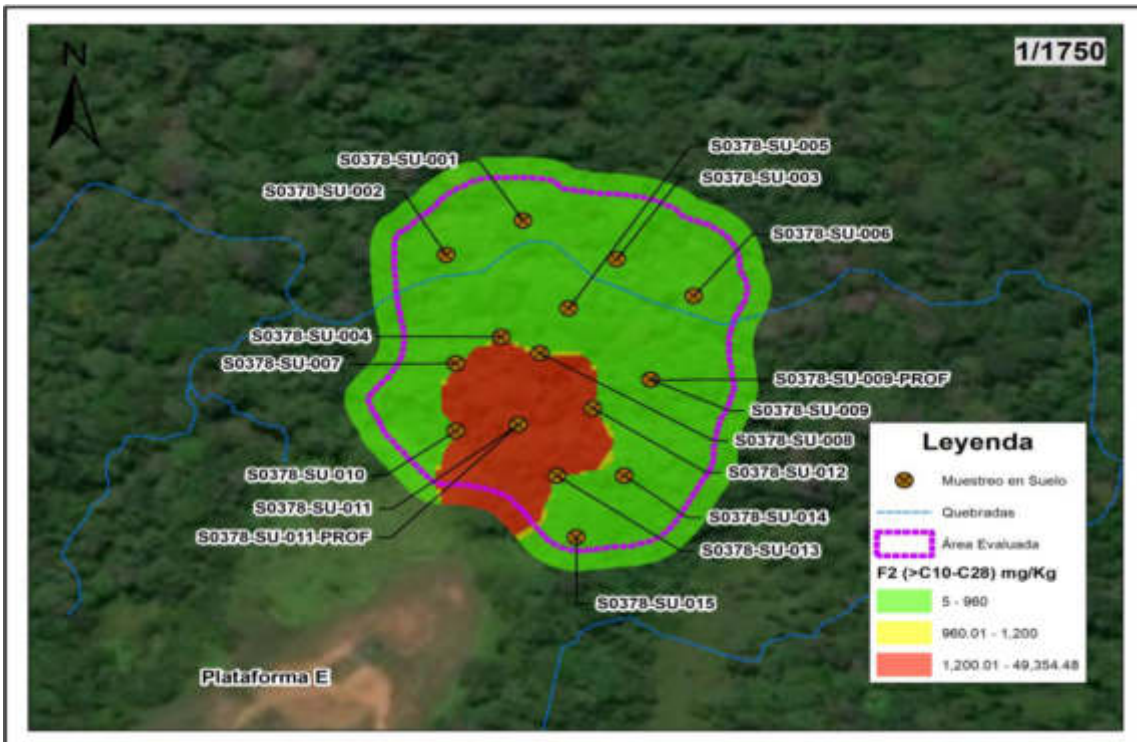 1/1750
N
S0378-SU-005
S0378-SU-001
S0378-SU-003
S0378-SU-002
S0378-SU-006
S0378-SU-004
S0378-SU-007
S0378-SU-009-PROF
S0378-SU-009
S0378-SU-008
S0378-SU-010
S0378-SU-012
S0378-SU-011
S0378-SU-014
S0378-SU-011-PROF
S0378-SU-013
S0378-SU-015
Plataforma E
Leyenda
Muestreo en Suelo
Quebradas
Área Evaluada
F2 (>C10-C28) mg/Kg
5 - 960
960.01 - 1,200
1,200.01 - 49,354.48